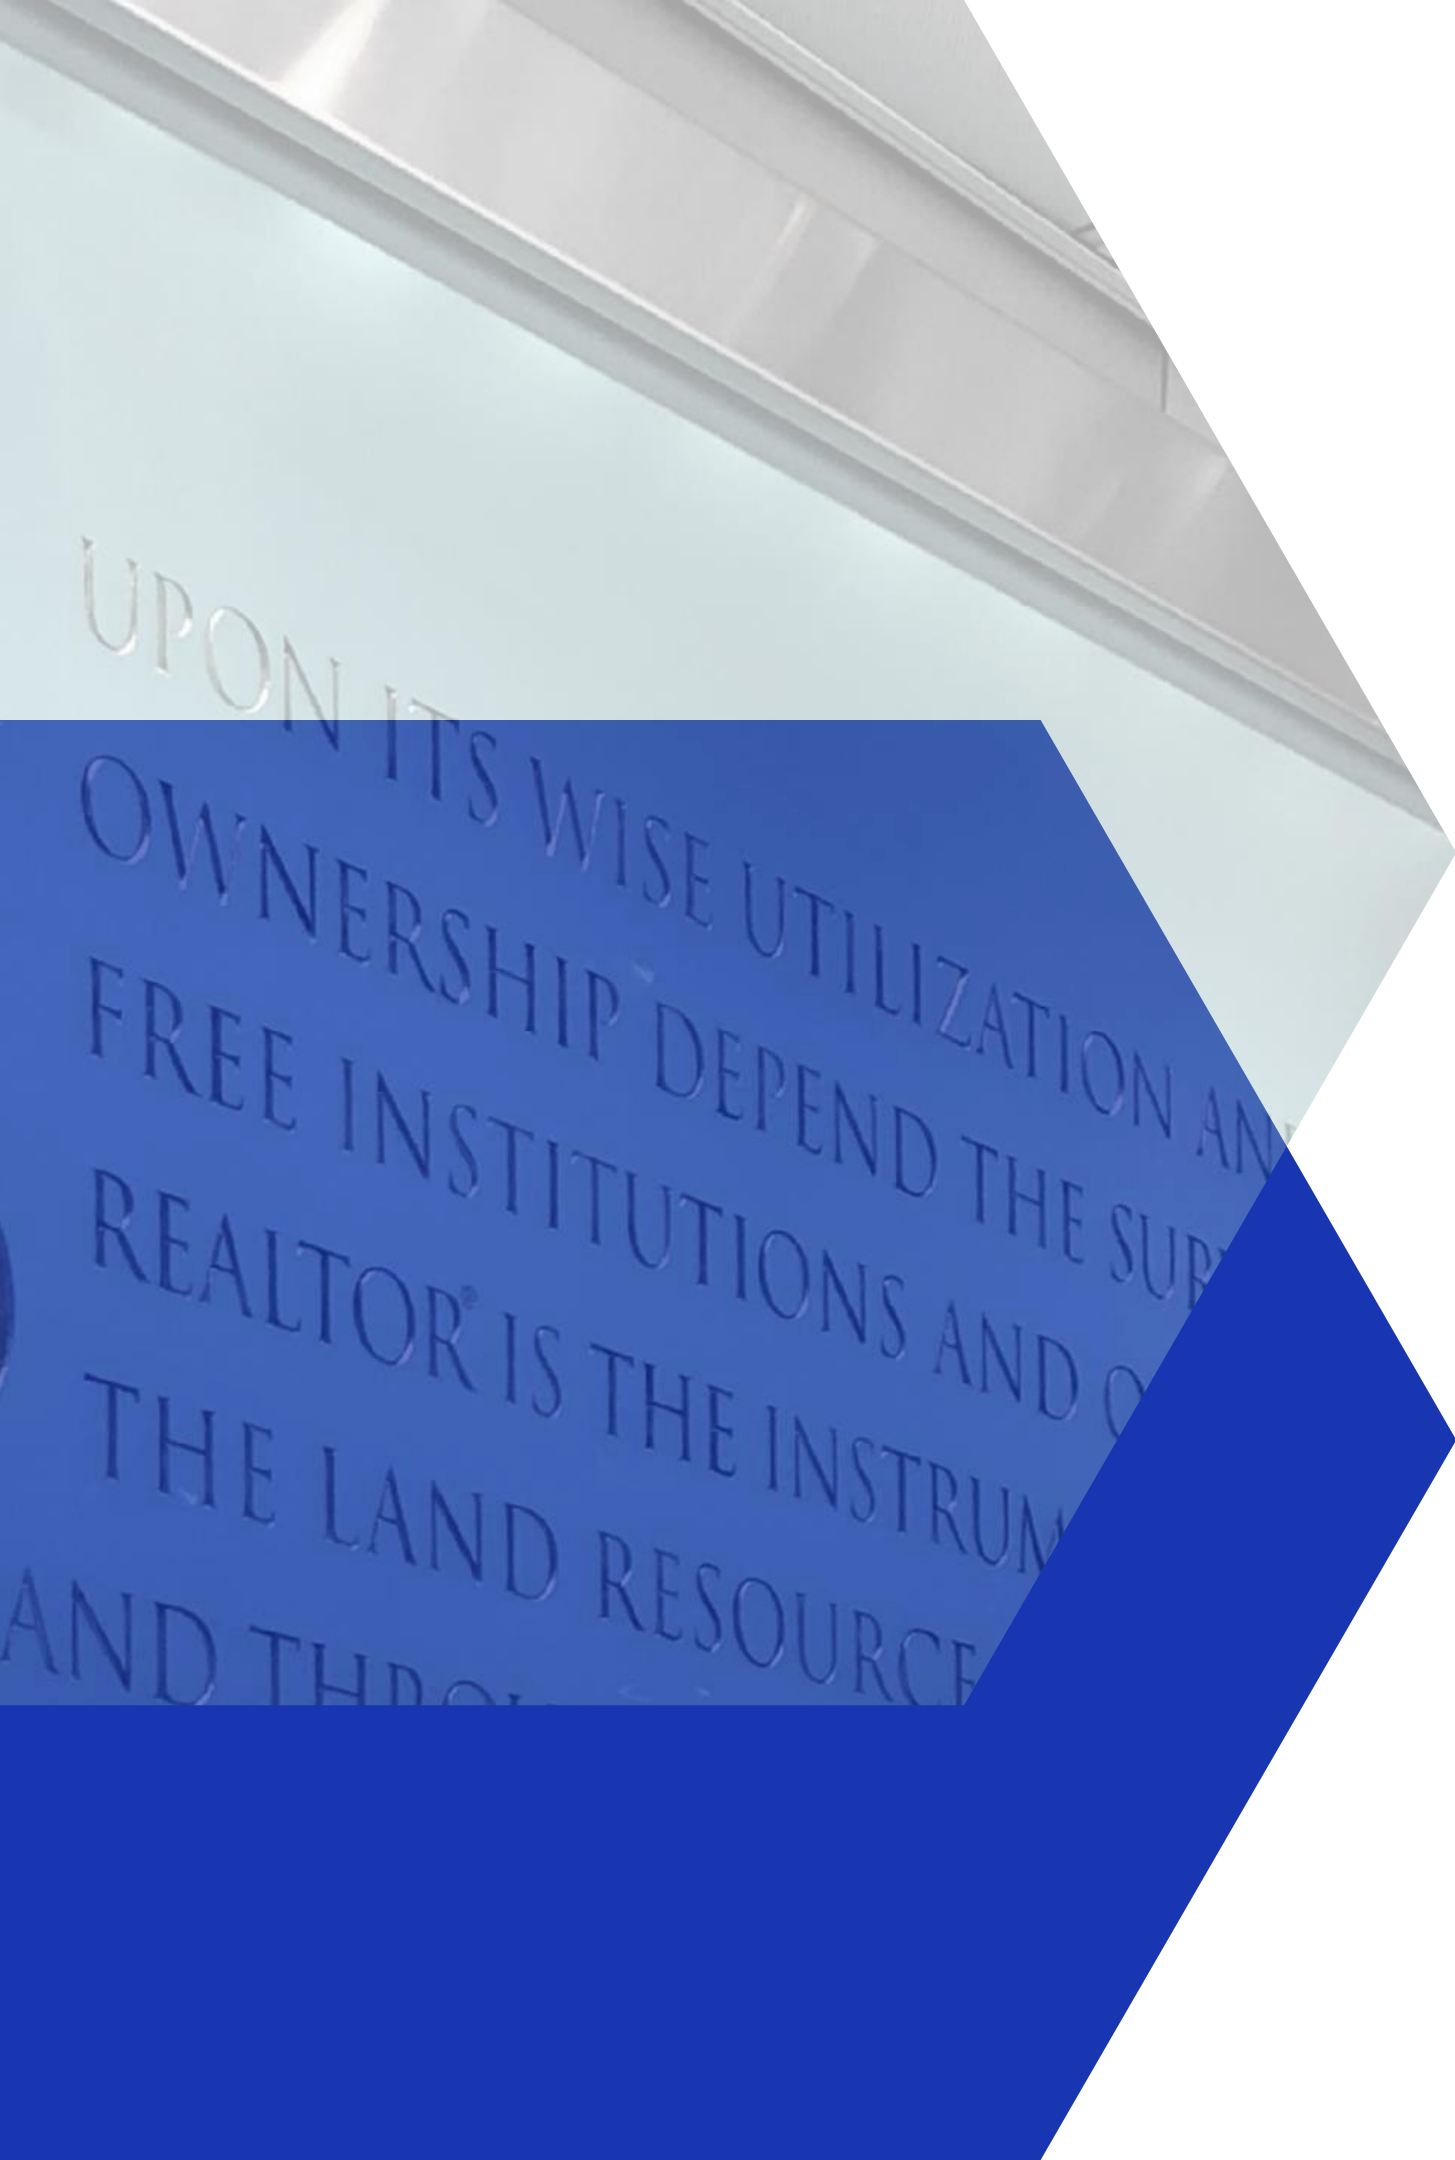 UPON ITS WISE UTILIZATION AN
OWNERSHIP DEPEND THE SUR
FREE INSTITUTIONS AND O
REALTOR® IS THE INSTRUM
THE LAND RESOURCE
AND THROU